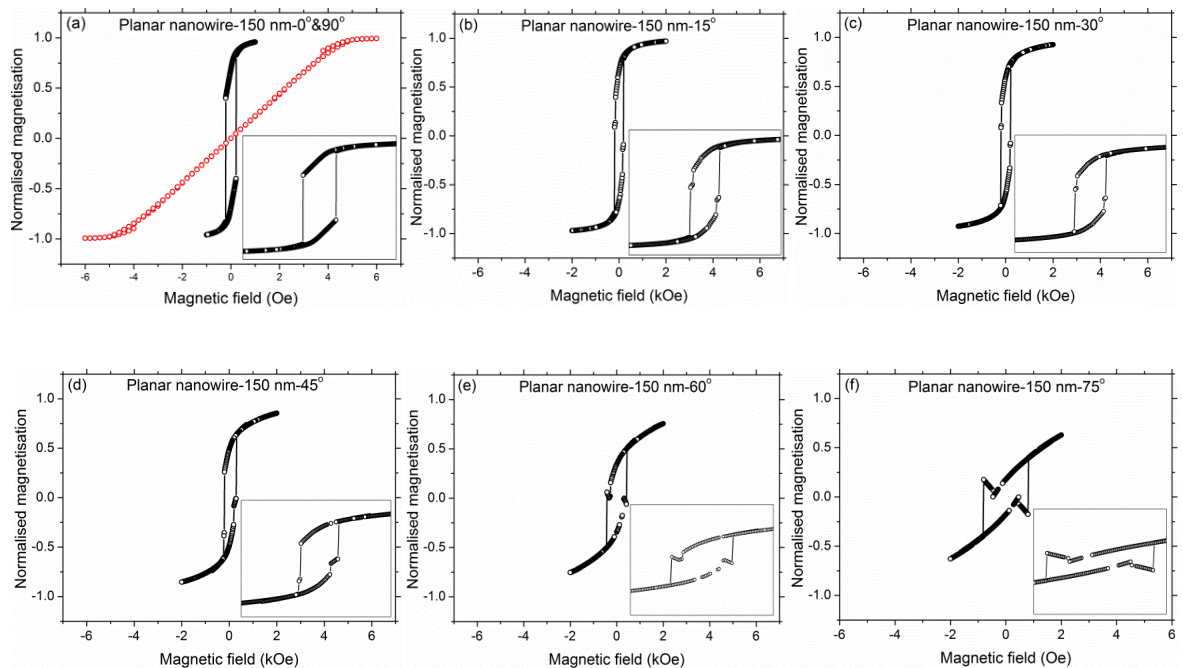 (a) Planar nanowire-150 nm-0°&90°
Normalised magnetisation
1.0
0.5
0.0
-0.5
-1.0
-6 -4 -2 0 2 4 6
Magnetic field (Oe)
(b) Planar nanowire-150 nm-15°
Normalised magnetisation
1.0
0.5
0.0
-0.5
-1.0
-6 -4 -2 0 2 4 6
Magnetic field (kOe)
(c) Planar nanowire-150 nm-30°
Normalised magnetisation
1.0
0.5
0.0
-0.5
-1.0
-6 -4 -2 0 2 4 6
Magnetic field (kOe)
(d) Planar nanowire-150 nm-45°
Normalised magnetisation
1.0
0.5
0.0
-0.5
-1.0
-6 -4 -2 0 2 4 6
Magnetic field (kOe)
(e) Planar nanowire-150 nm-60°
Normalised magnetisation
1.0
0.5
0.0
-0.5
-1.0
-6 -4 -2 0 2 4 6
Magnetic field (kOe)
(f) Planar nanowire-150 nm-75°
Normalised magnetisation
1.0
0.5
0.0
-0.5
-1.0
-6 -4 -2 0 2 4 6
Magnetic field (Oe)